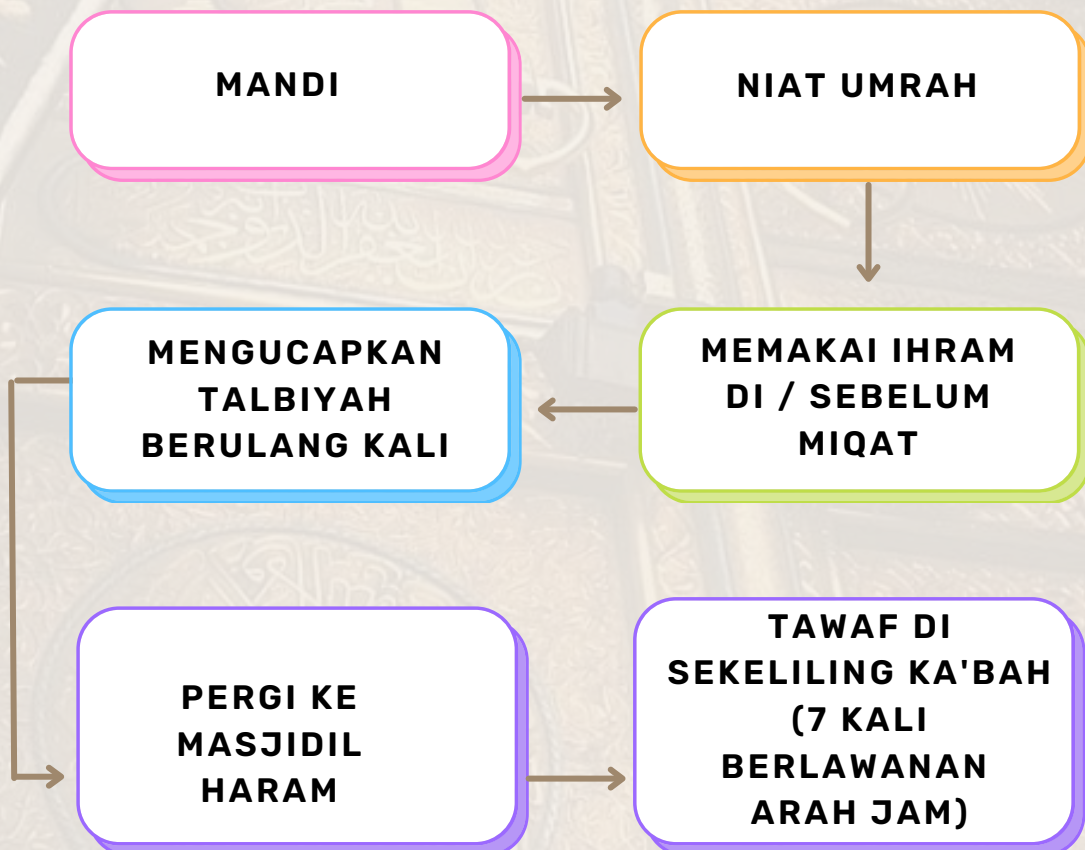 MANDI
NIAT UMRAH
MEMAKAI IHRAM
DI / SEBELUM
MIQAT
MENGUCAPKAN
TALBIYAH
BERULANG KALI
PERGI KE
MASJIDIL
HARAM
TAWAF DI
SEKELILING KA'BAH
(7 KALI
BERLAWANAN
ARAH JAM)